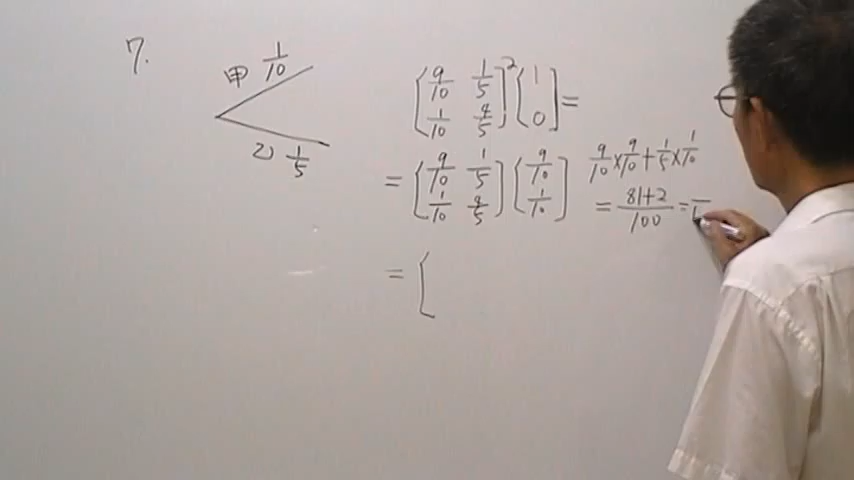 7.
甲 1/10
乙 1/5
[9/10 1/5; 1/10 4/5]² [1; 0] =
= [9/10 1/5; 1/10 4/5] [9/10; 1/10]
9/10 × 9/10 + 1/5 × 1/10
= 81+2/100 =
= [